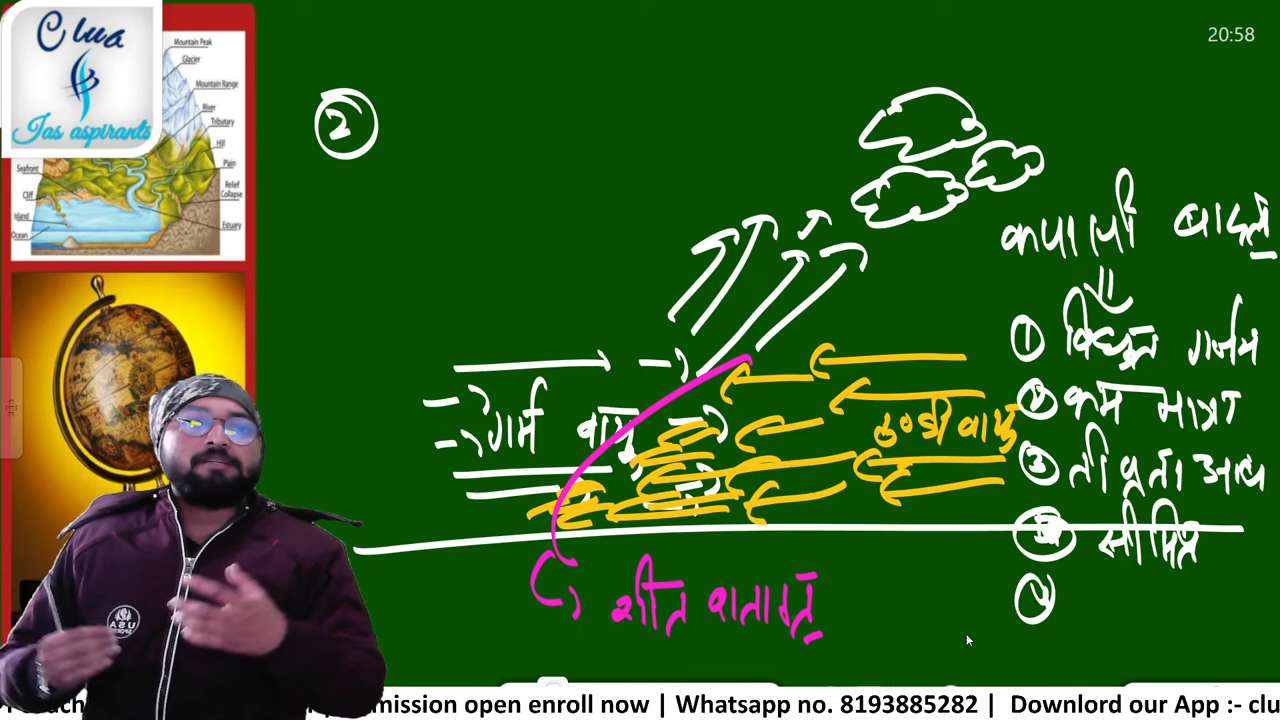 Clua
Ias aspirants
Mountain Peak
Glacier
Mountain Range
River
Tributary
Hill
Plain
Relief
Collapse
Estuary
Seafront
Cliff
Island
Ocean
20:58
2
कपासी बादल
① विद्युत गर्जन
② कम मात्रा
③ तीव्रता
सीमित
गर्म वायु
ठण्डी वायु
शीत वाताग्र
USA
mission open enroll now | Whatsapp no. 8193885282 | Downlord our App :- clu